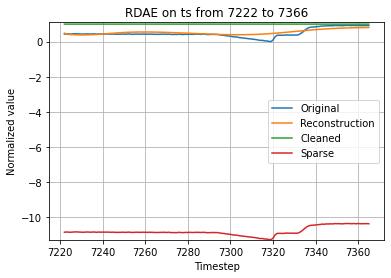 RDAE on ts from 7222 to 7366
Normalized value
0
−2
−4
−6
−8
−10
Original
Reconstruction
Cleaned
Sparse
7220 7240 7260 7280 7300 7320 7340 7360
Timestep